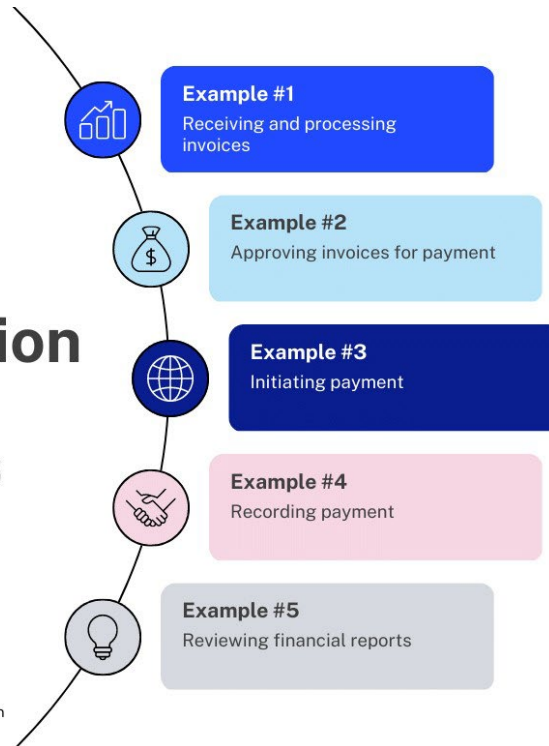 Example #1
Receiving and processing
invoices
Example #2
Approving invoices for payment
ion
Example #3
Initiating payment
Example #4
Recording payment
Example #5
Reviewing financial reports
n